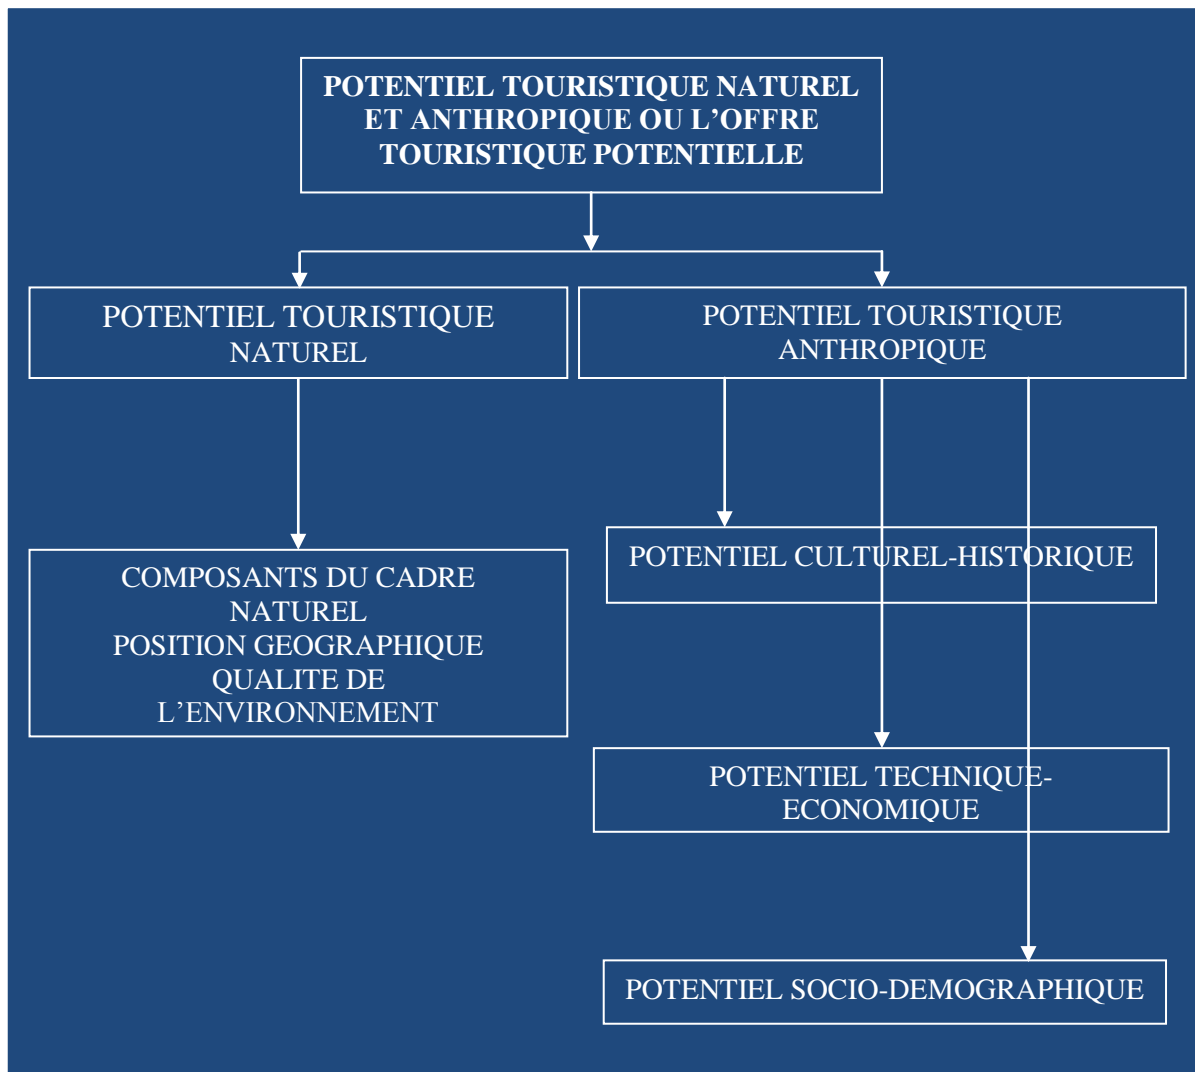 POTENTIEL TOURISTIQUE NATUREL
ET ANTHROPIQUE OU L’OFFRE
TOURISTIQUE POTENTIELLE
POTENTIEL TOURISTIQUE
NATUREL
POTENTIEL TOURISTIQUE
ANTHROPIQUE
COMPOSANTS DU CADRE
NATUREL
POSITION GEOGRAPHIQUE
QUALITE DE
L’ENVIRONNEMENT
POTENTIEL CULTUREL-HISTORIQUE
POTENTIEL TECHNIQUE-
ECONOMIQUE
POTENTIEL SOCIO-DEMOGRAPHIQUE